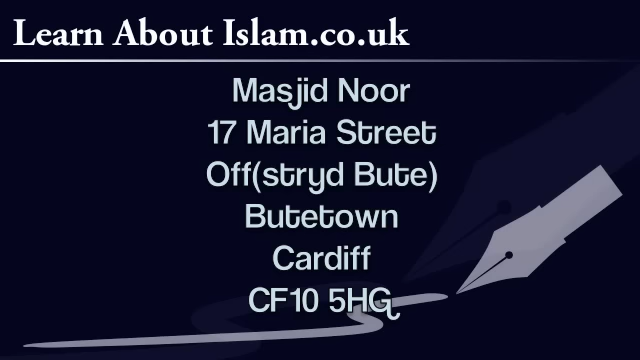 Learn About Islam.co.uk
Masjid Noor
17 Maria Street
Off(stryd Bute)
Butetown
Cardiff
CF10 5HG